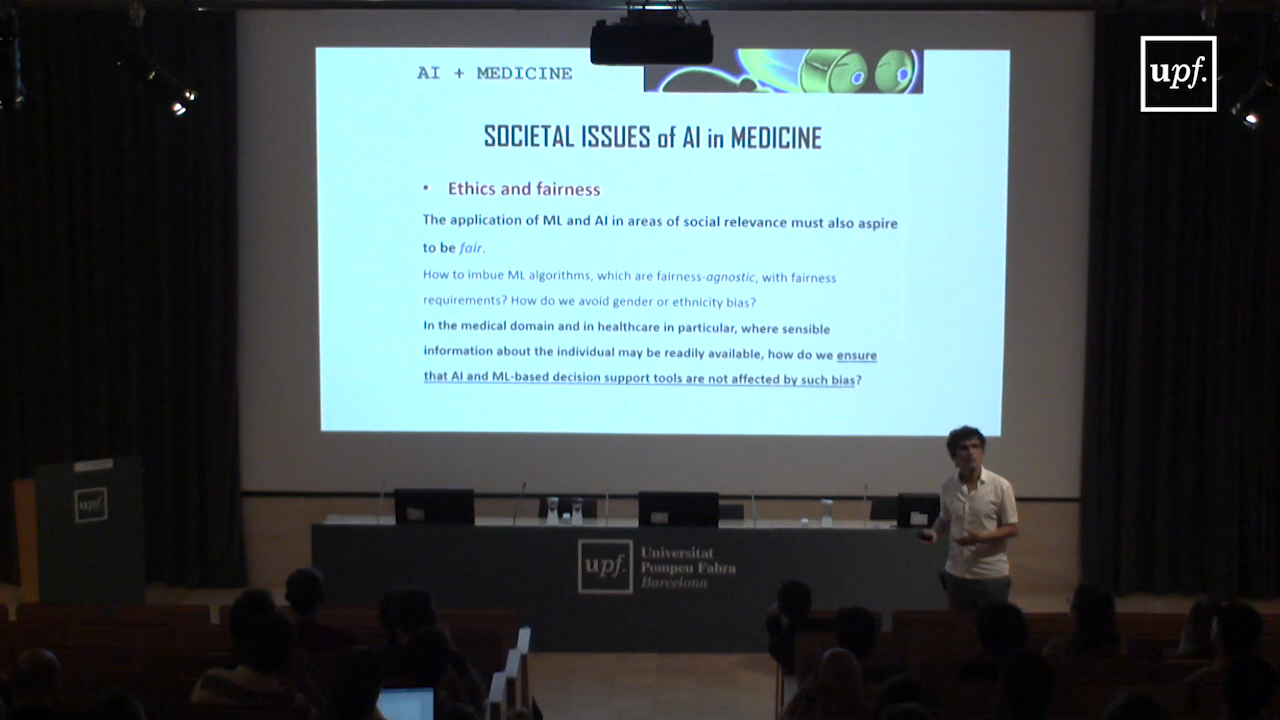 AI + MEDICINE
upf.
SOCIETAL ISSUES of AI in MEDICINE
• Ethics and fairness
The application of ML and AI in areas of social relevance must also aspire
to be fair.
How to imbue ML algorithms, which are fairness-agnostic, with fairness
requirements? How do we avoid gender or ethnicity bias?
In the medical domain and in healthcare in particular, where sensible
information about the individual may be readily available, how do we ensure
that AI and ML-based decision support tools are not affected by such bias?
upf.
upf.
Universitat
Pompeu Fabra
Barcelona